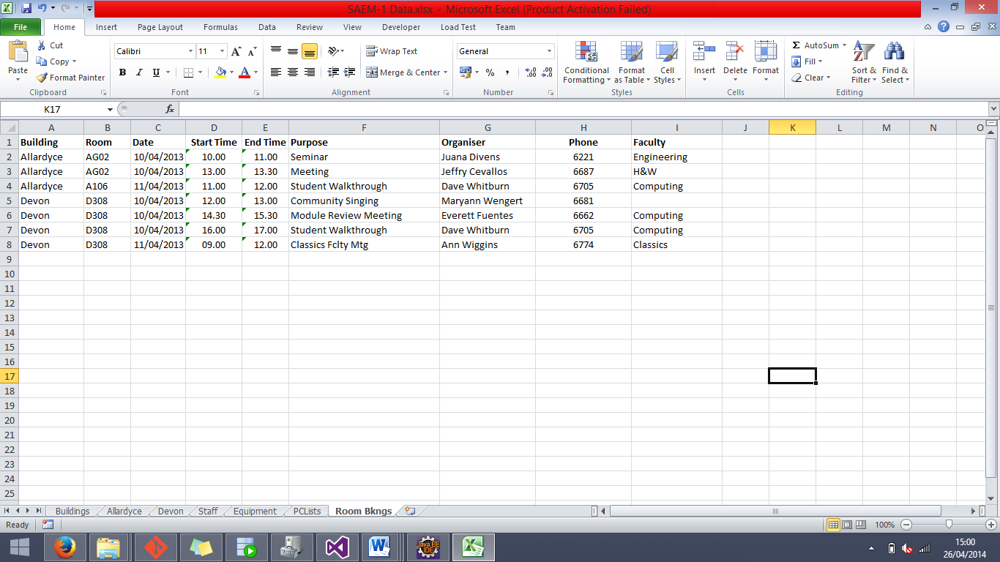 SAEM-1 Data.xlsx - Microsoft Excel (Product Activation Failed)
File Home Insert Page Layout Formulas Data Review View Developer Load Test Team
Paste Cut Copy Format Painter
Clipboard
Calibri 11
B I U A
Font
Wrap Text
Merge & Center
Alignment
General
% , .00 .0
Number
Conditional Formatting Format as Table Cell Styles
Styles
Insert Delete Format
Cells
Σ AutoSum Fill Clear Sort & Filter Find & Select
Editing
K17 fx
A B C D E F G H I J K L M N O
1 Building Room Date Start Time End Time Purpose Organiser Phone Faculty
2 Allardyce AG02 10/04/2013 10.00 11.00 Seminar Juana Divens 6221 Engineering
3 Allardyce AG02 10/04/2013 13.00 13.30 Meeting Jeffry Cevallos 6687 H&W
4 Allardyce A106 11/04/2013 11.00 12.00 Student Walkthrough Dave Whitburn 6705 Computing
5 Devon D308 10/04/2013 12.00 13.00 Community Singing Maryann Wengert 6681
6 Devon D308 10/04/2013 14.30 15.30 Module Review Meeting Everett Fuentes 6662 Computing
7 Devon D308 10/04/2013 16.00 17.00 Student Walkthrough Dave Whitburn 6705 Computing
8 Devon D308 11/04/2013 09.00 12.00 Classics Fclty Mtg Ann Wiggins 6774 Classics
9
10
11
12
13
14
15
16
17
18
19
20
21
22
23
24
25
Buildings Allardyce Devon Staff Equipment PCLists Room Bkngs
Ready 100%
Java EE IDE
15:00
26/04/2014